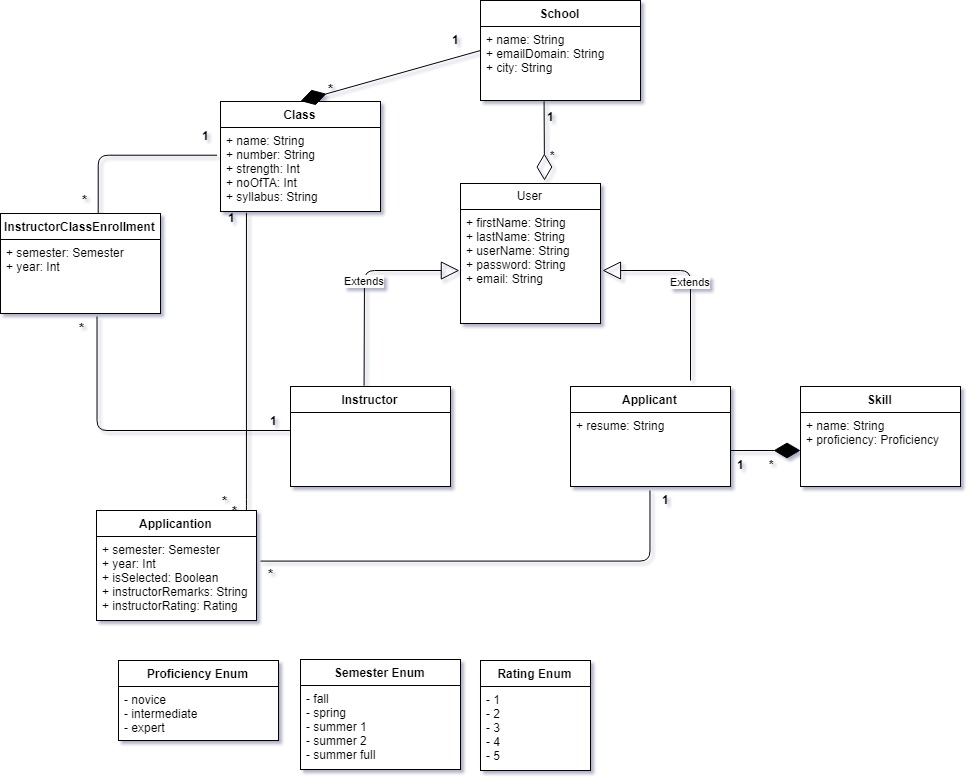 School
+ name: String
+ emailDomain: String
+ city: String
1
*
Class
+ name: String
+ number: String
+ strength: Int
+ noOfTA: Int
+ syllabus: String
1
*
1
1
*
User
+ firstName: String
+ lastName: String
+ userName: String
+ password: String
+ email: String
InstructorClassEnrollment
+ semester: Semester
+ year: Int
*
1
Extends
Extends
Instructor
Applicant
+ resume: String
Skill
+ name: String
+ proficiency: Proficiency
1
*
1
*
*
*
Applicantion
+ semester: Semester
+ year: Int
+ isSelected: Boolean
+ instructorRemarks: String
+ instructorRating: Rating
Proficiency Enum
- novice
- intermediate
- expert
Semester Enum
- fall
- spring
- summer 1
- summer 2
- summer full
Rating Enum
- 1
- 2
- 3
- 4
- 5